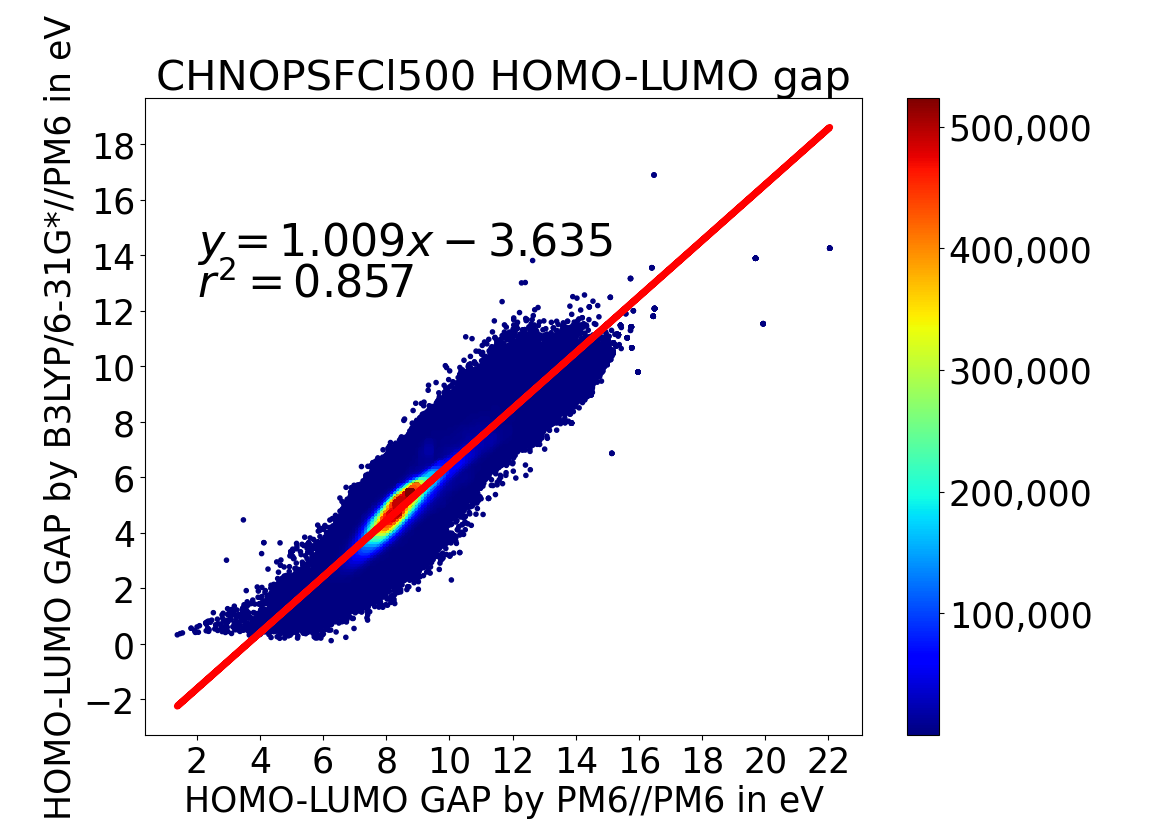 CHNOPSFCl500 HOMO-LUMO gap
HOMO-LUMO GAP by B3LYP/6-31G*//PM6 in eV
18
16
14
12
10
8
6
4
2
0
−2
y = 1.009x − 3.635
r² = 0.857
2 4 6 8 10 12 14 16 18 20 22
HOMO-LUMO GAP by PM6//PM6 in eV
500,000
400,000
300,000
200,000
100,000